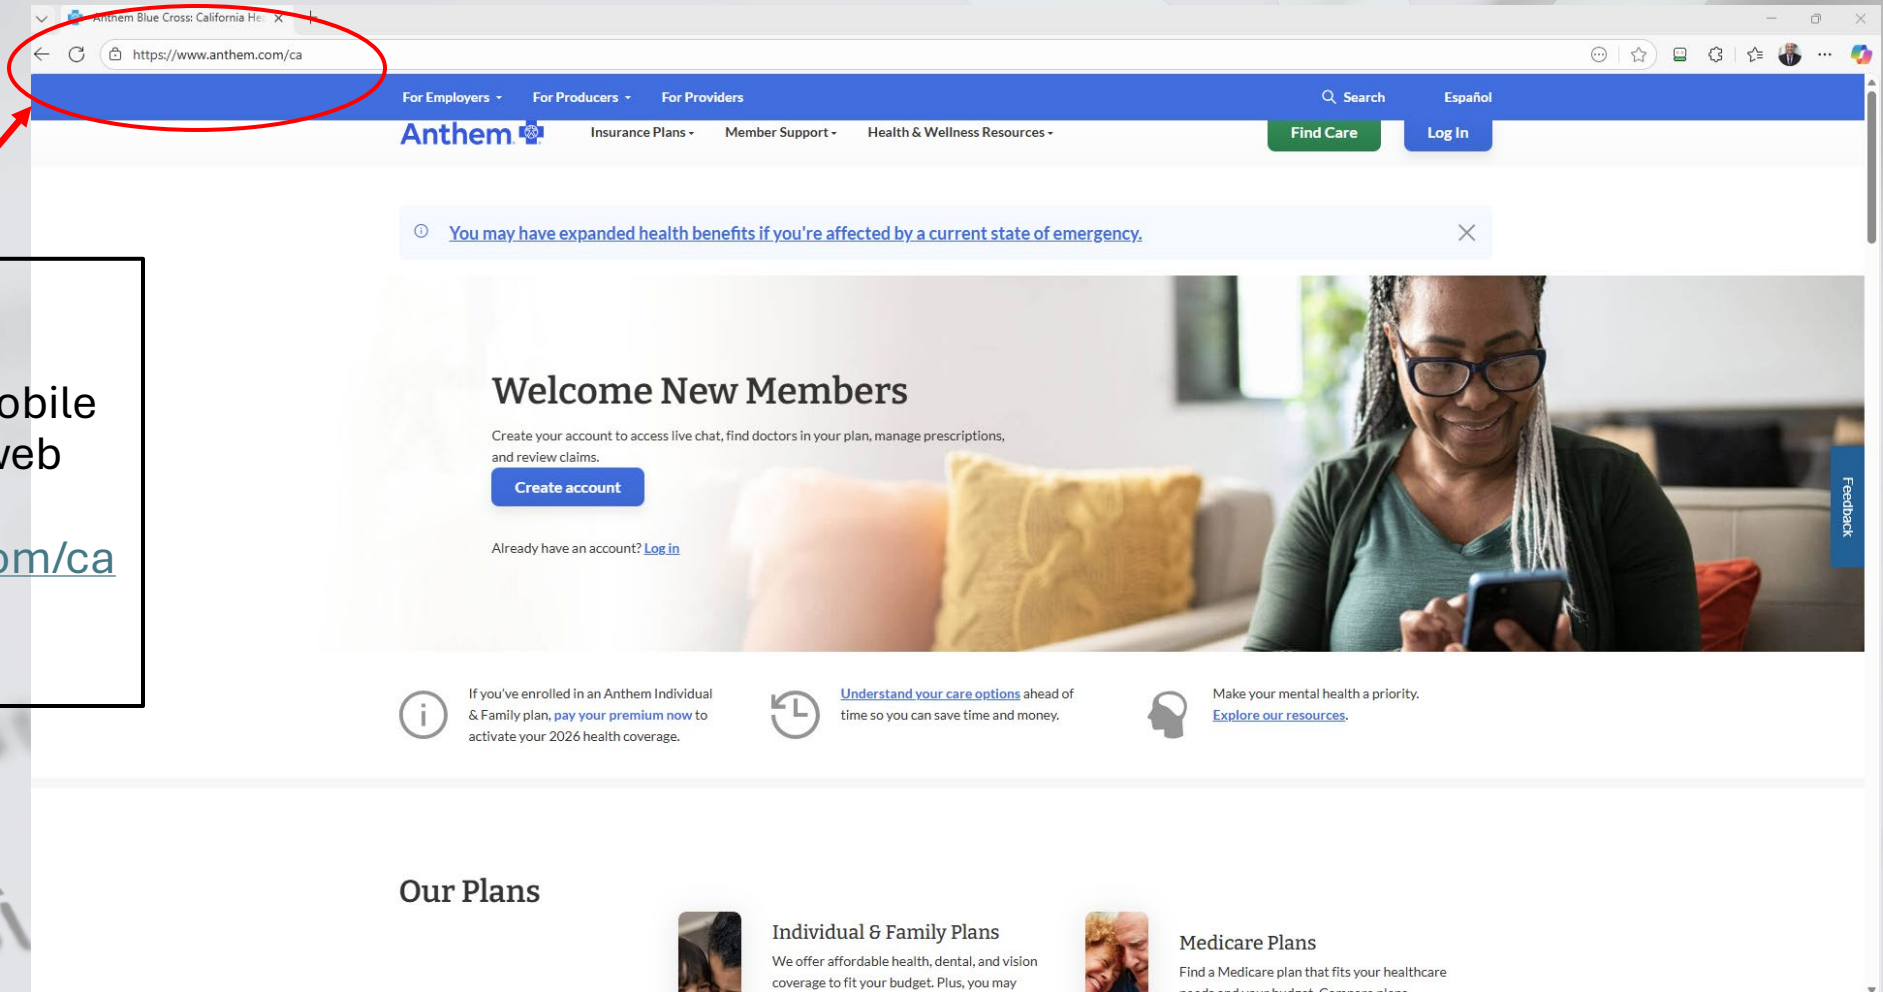 Anthem Blue Cross: California He
https://www.anthem.com/ca
For Employers For Producers For Providers Search Español
Anthem Insurance Plans Member Support Health & Wellness Resources Find Care Log In
You may have expanded health benefits if you're affected by a current state of emergency.
obile
web
om/ca
Welcome New Members
Create your account to access live chat, find doctors in your plan, manage prescriptions,
and review claims.
Create account
Already have an account? Log in
Feedback
If you've enrolled in an Anthem Individual
& Family plan, pay your premium now to
activate your 2026 health coverage.
Understand your care options ahead of
time so you can save time and money.
Make your mental health a priority.
Explore our resources.
Our Plans
Individual & Family Plans
We offer affordable health, dental, and vision
coverage to fit your budget. Plus, you may
Medicare Plans
Find a Medicare plan that fits your healthcare
needs and your budget. Compare plans